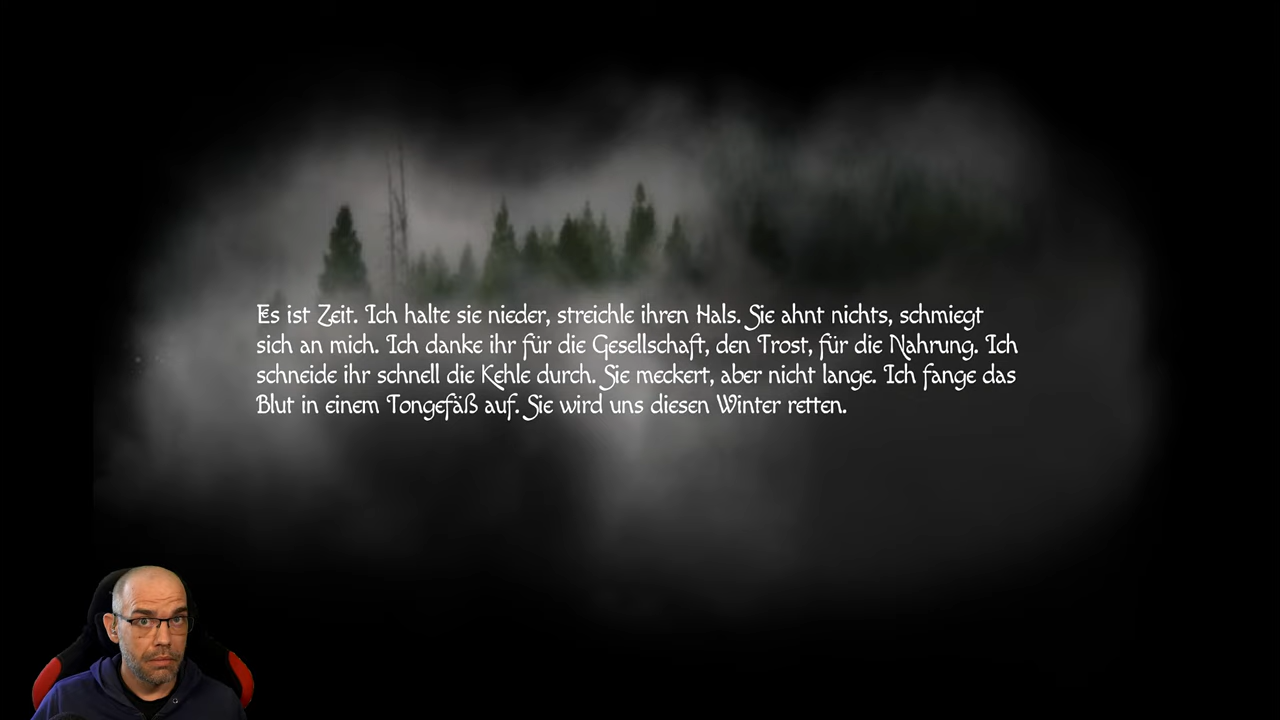 Es ist Zeit. Ich halte sie nieder, streichle ihren Hals. Sie ahnt nichts, schmiegt
sich an mich. Ich danke ihr für die Gesellschaft, den Trost, für die Nahrung. Ich
schneide ihr schnell die Kehle durch. Sie meckert, aber nicht lange. Ich fange das
Blut in einem Tongefäß auf. Sie wird uns diesen Winter retten.